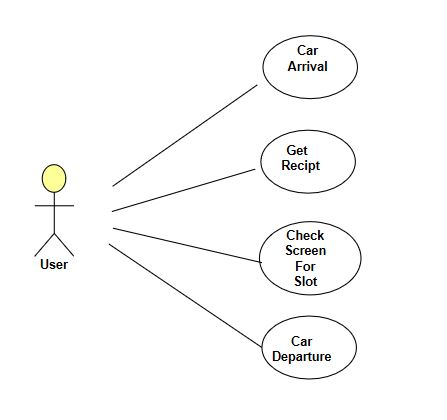 Car
Arrival
Get
Recipt
Check
Screen
For
Slot
User
Car
Departure